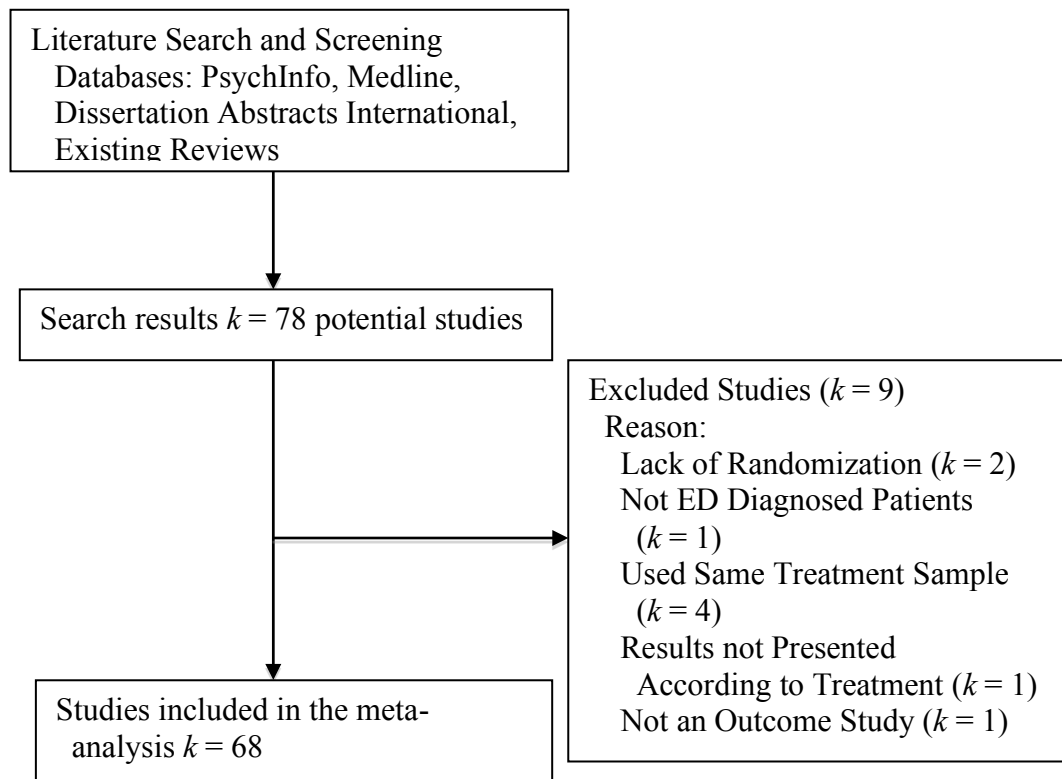 Literature Search and Screening
Databases: PsychInfo, Medline,
Dissertation Abstracts International,
Existing Reviews
Search results k = 78 potential studies
Excluded Studies (k = 9)
Reason:
Lack of Randomization (k = 2)
Not ED Diagnosed Patients
(k = 1)
Used Same Treatment Sample
(k = 4)
Results not Presented
According to Treatment (k = 1)
Not an Outcome Study (k = 1)
Studies included in the meta-
analysis k = 68